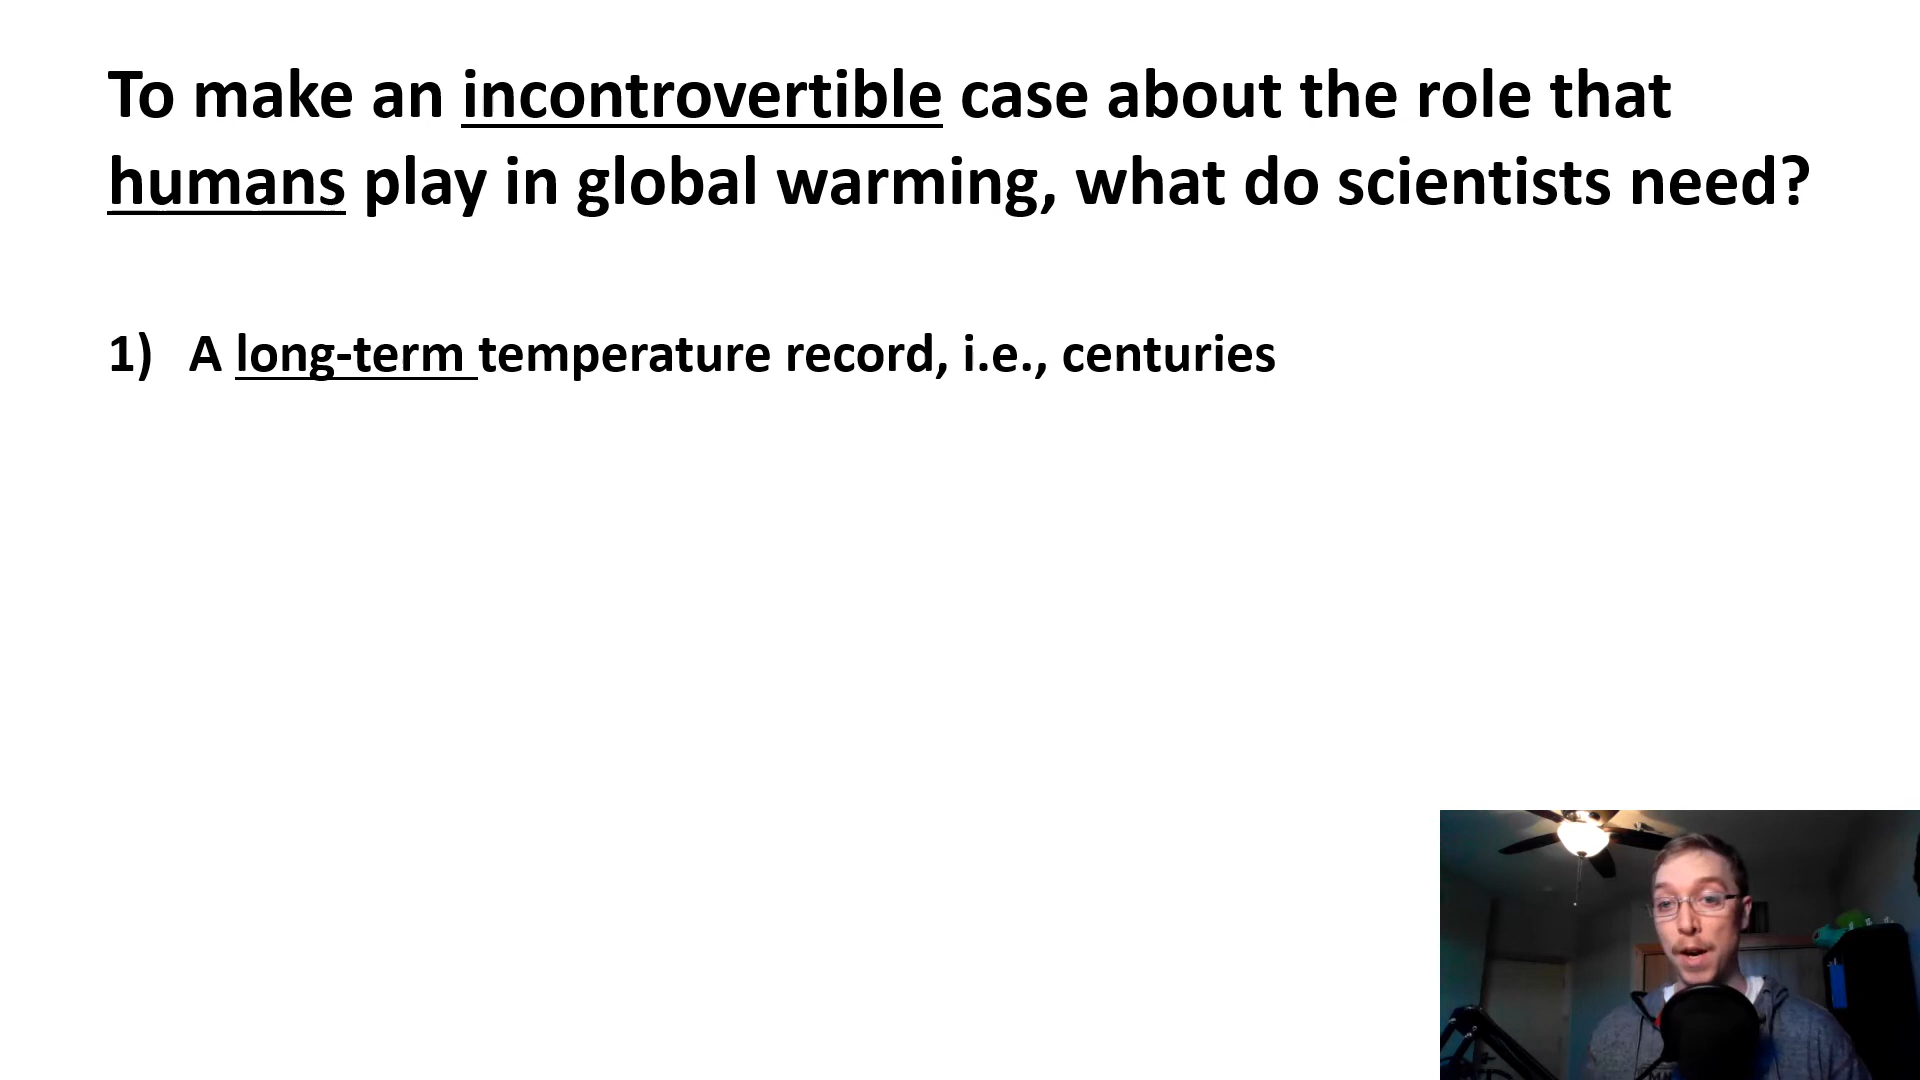 To make an incontrovertible case about the role that
humans play in global warming, what do scientists need?
1) A long-term temperature record, i.e., centuries